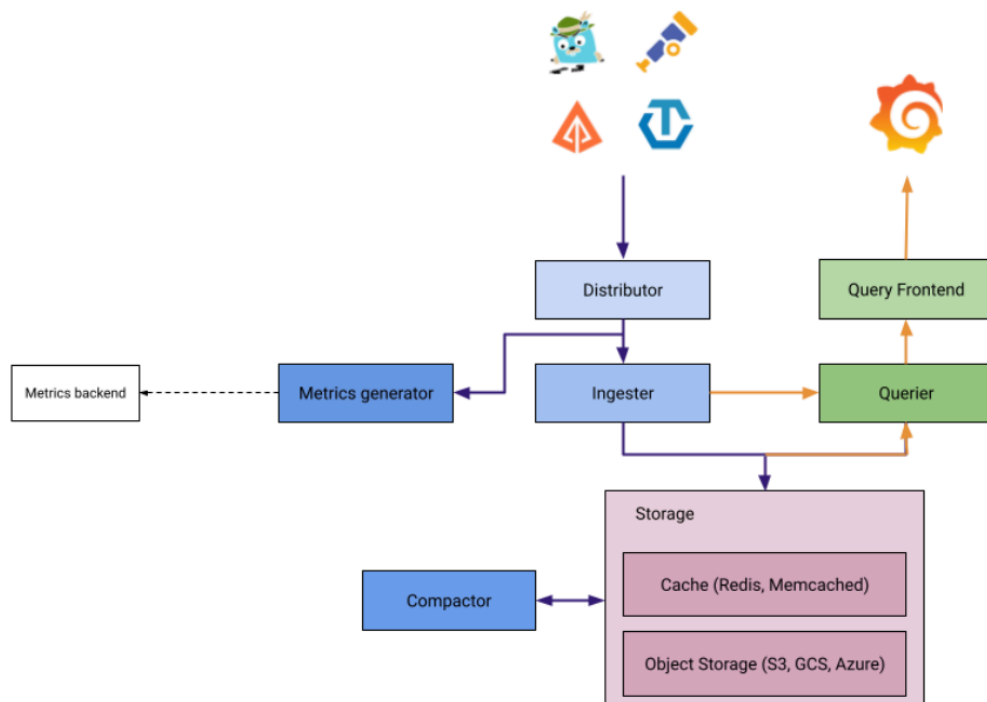 Distributor
Query Frontend
Metrics backend
Metrics generator
Ingester
Querier
Storage
Cache (Redis, Memcached)
Compactor
Object Storage (S3, GCS, Azure)